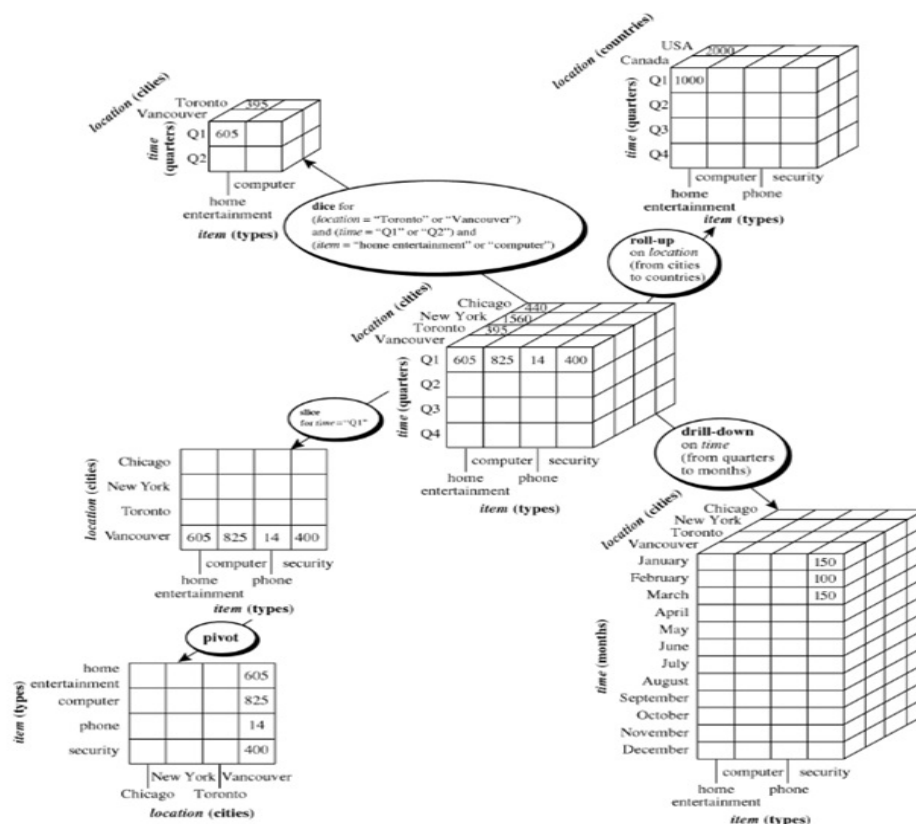 location (cities)
Toronto 395
Vancouver
time (quarters)
Q1 605
Q2
computer
home
entertainment
item (types)
location (countries)
USA 2000
Canada
time (quarters)
Q1 1000
Q2
Q3
Q4
computer security
home phone
entertainment
item (types)
dice for
(location = “Toronto” or “Vancouver”)
and (time = “Q1” or “Q2”) and
(item = “home entertainment” or “computer”)
roll-up
on location
(from cities
to countries)
location (cities)
Chicago 440
New York 1560
Toronto 395
Vancouver
time (quarters)
Q1 605 825 14 400
Q2
Q3
Q4
computer security
home phone
entertainment
item (types)
slice
for time = “Q1”
location (cities)
Chicago
New York
Toronto
Vancouver 605 825 14 400
computer security
home phone
entertainment
item (types)
drill-down
on time
(from quarters
to months)
location (cities)
Chicago
New York
Toronto
Vancouver
time (months)
January 150
February 100
March 150
April
May
June
July
August
September
October
November
December
computer security
home phone
entertainment
item (types)
pivot
item (types)
home
entertainment 605
computer 825
phone 14
security 400
New York Vancouver
Chicago Toronto
location (cities)